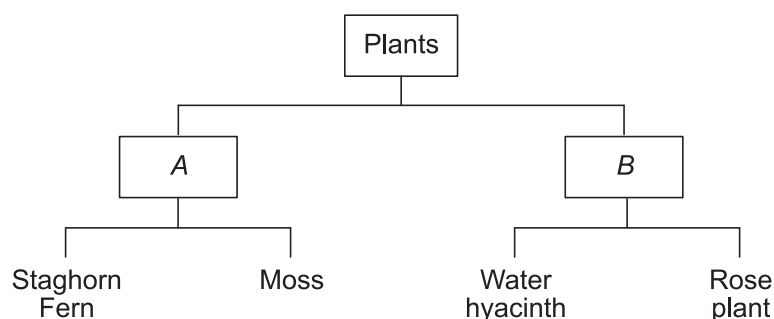 Plants
A
B
Staghorn
Fern
Moss
Water
hyacinth
Rose
plant